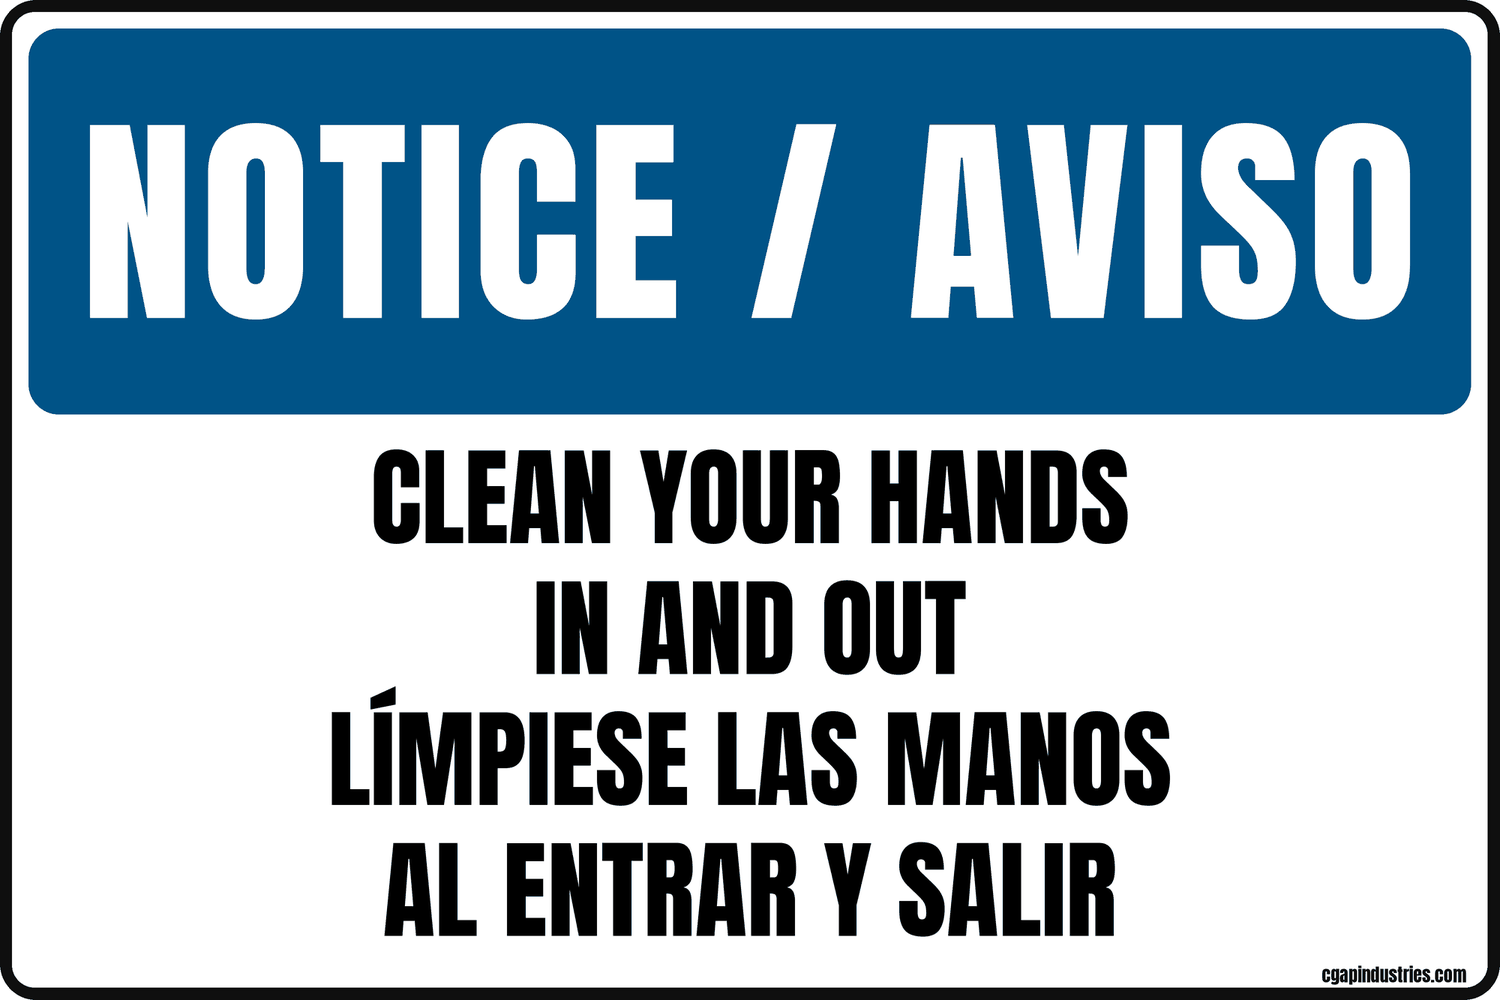 NOTICE / AVISO
CLEAN YOUR HANDS
IN AND OUT
LÍMPIESE LAS MANOS
AL ENTRAR Y SALIR
cgapindustries.com